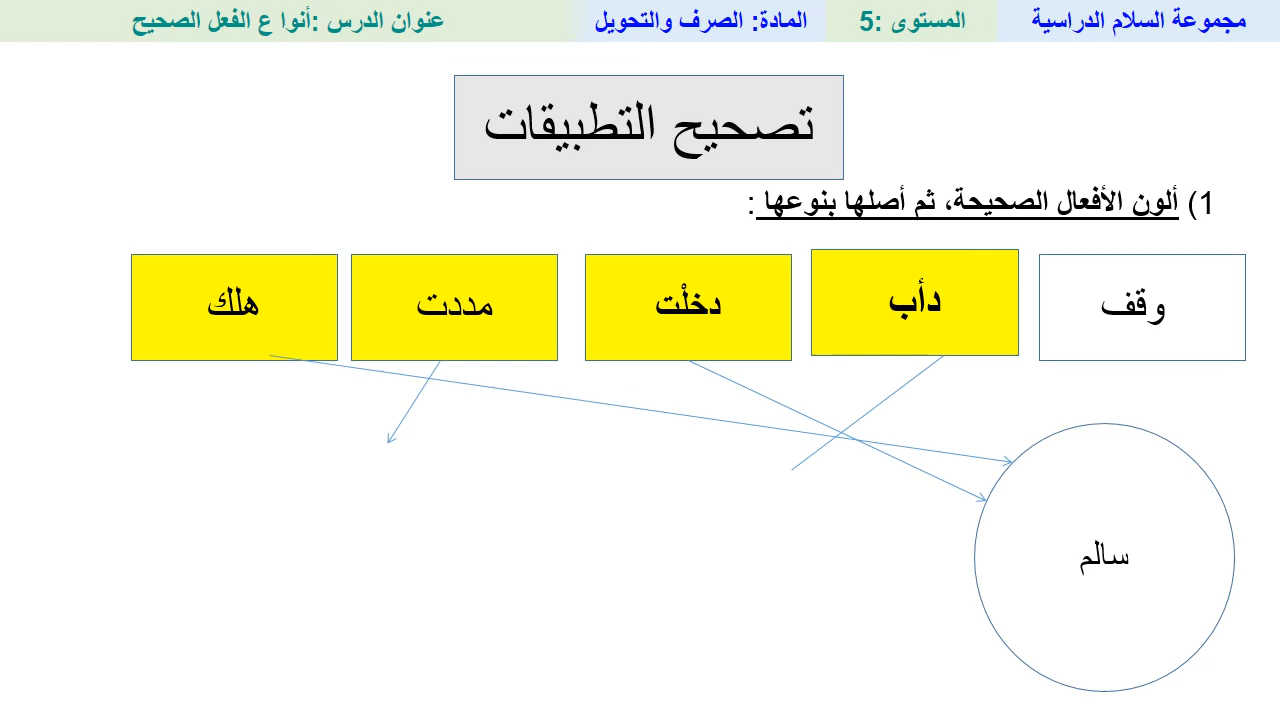 مجموعة السلام الدراسية المستوى :5 المادة: الصرف والتحويل عنوان الدرس :أنوا ع الفعل الصحيح
تصحيح التطبيقات
1) ألون الأفعال الصحيحة، ثم أصلها بنوعها :
وقف دأب دخلْت مددت هلك
سالم